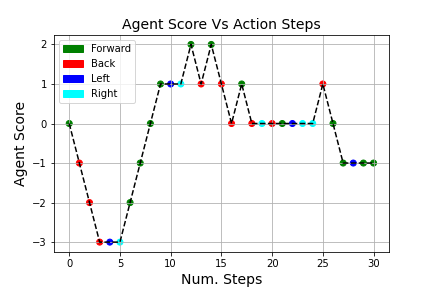 Agent Score Vs Action Steps
Agent Score
2
1
0
−1
−2
−3
Forward
Back
Left
Right
0 5 10 15 20 25 30
Num. Steps